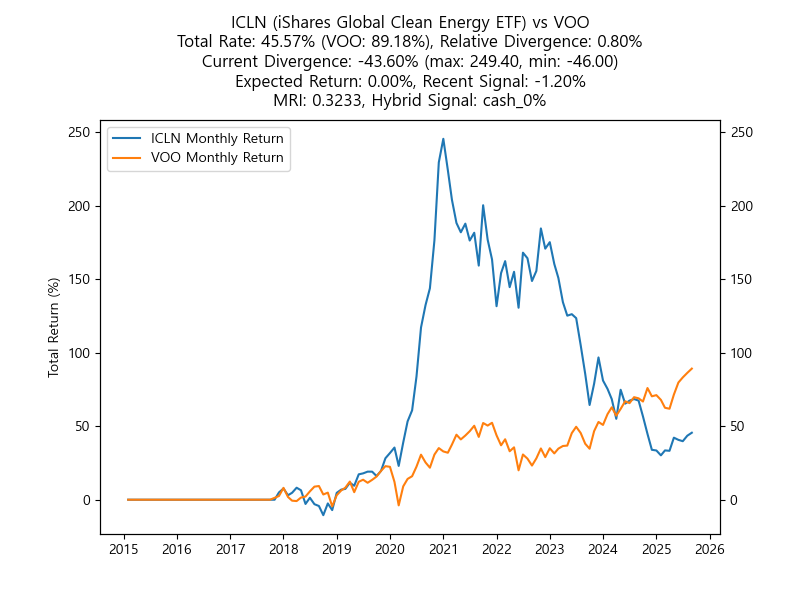 ICLN (iShares Global Clean Energy ETF) vs VOO
Total Rate: 45.57% (VOO: 89.18%), Relative Divergence: 0.80%
Current Divergence: -43.60% (max: 249.40, min: -46.00)
Expected Return: 0.00%, Recent Signal: -1.20%
MRI: 0.3233, Hybrid Signal: cash_0%
ICLN Monthly Return
VOO Monthly Return
Total Return (%)
250
200
150
100
50
0
250
200
150
100
50
0
2015 2016 2017 2018 2019 2020 2021 2022 2023 2024 2025 2026